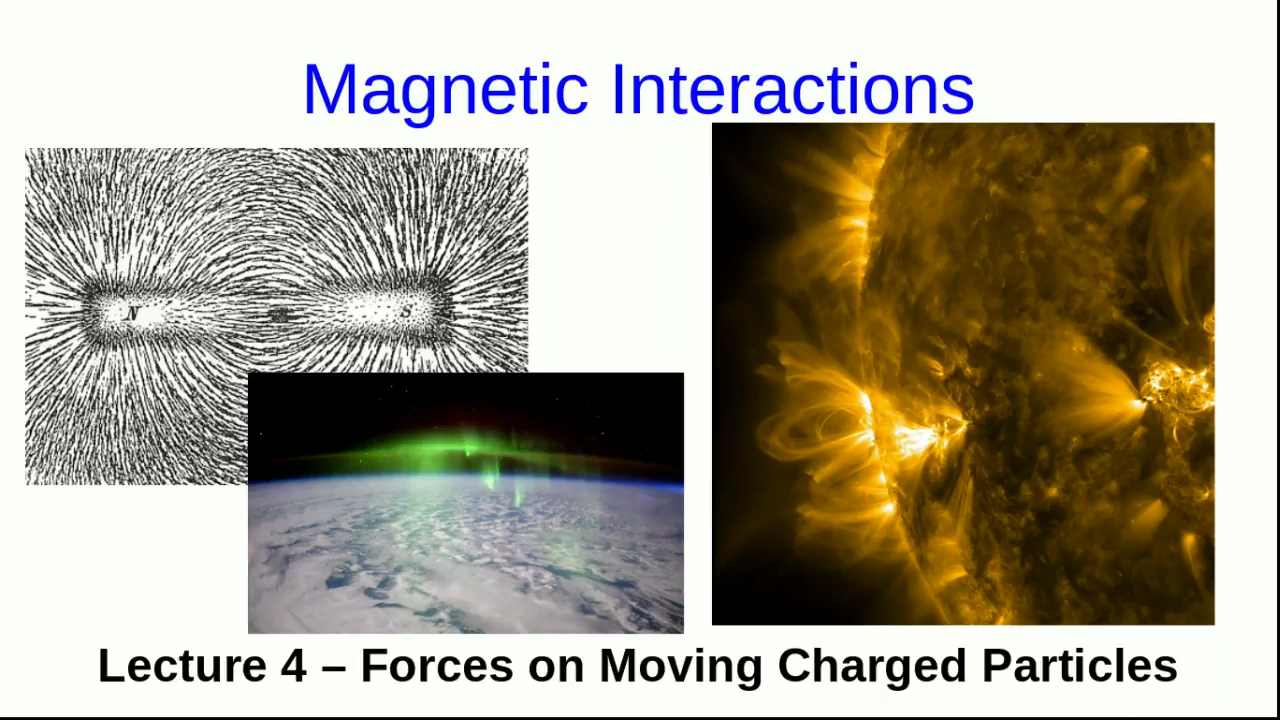 Magnetic Interactions
N
S
Lecture 4 – Forces on Moving Charged Particles